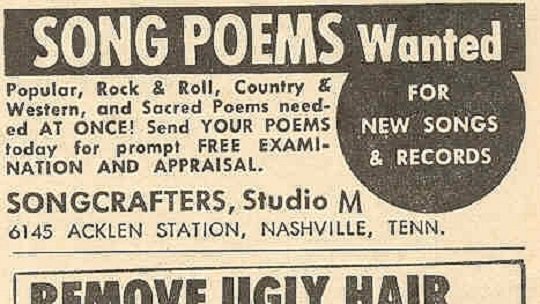 SONG POEMS Wanted
Popular, Rock & Roll, Country &
Western, and Sacred Poems need-
ed AT ONCE! Send YOUR POEMS
today for prompt FREE EXAMI-
NATION AND APPRAISAL.
FOR
NEW SONGS
& RECORDS
SONGCRAFTERS, Studio M
6145 ACKLEN STATION, NASHVILLE, TENN.
REMOVE UGLY HAIR